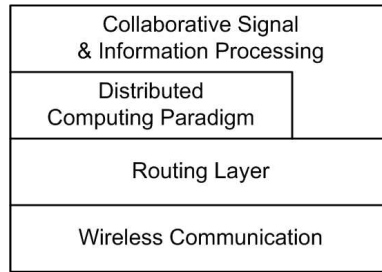 Collaborative Signal
& Information Processing
Distributed
Computing Paradigm
Routing Layer
Wireless Communication